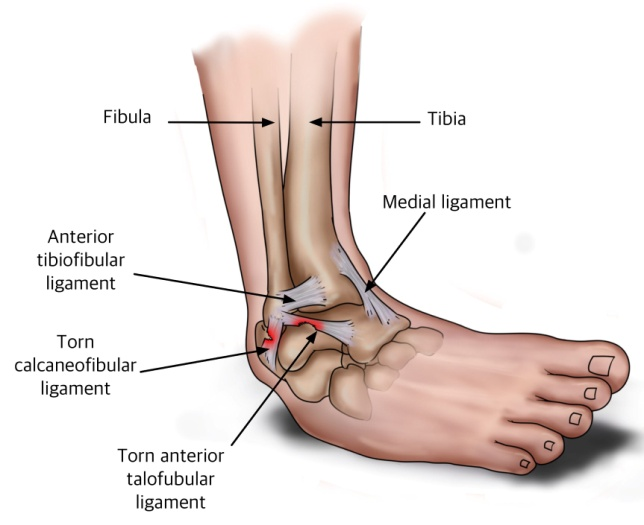 Fibula
Tibia
Medial ligament
Anterior
tibiofibular
ligament
Torn
calcaneofibular
ligament
Torn anterior
talofubular
ligament